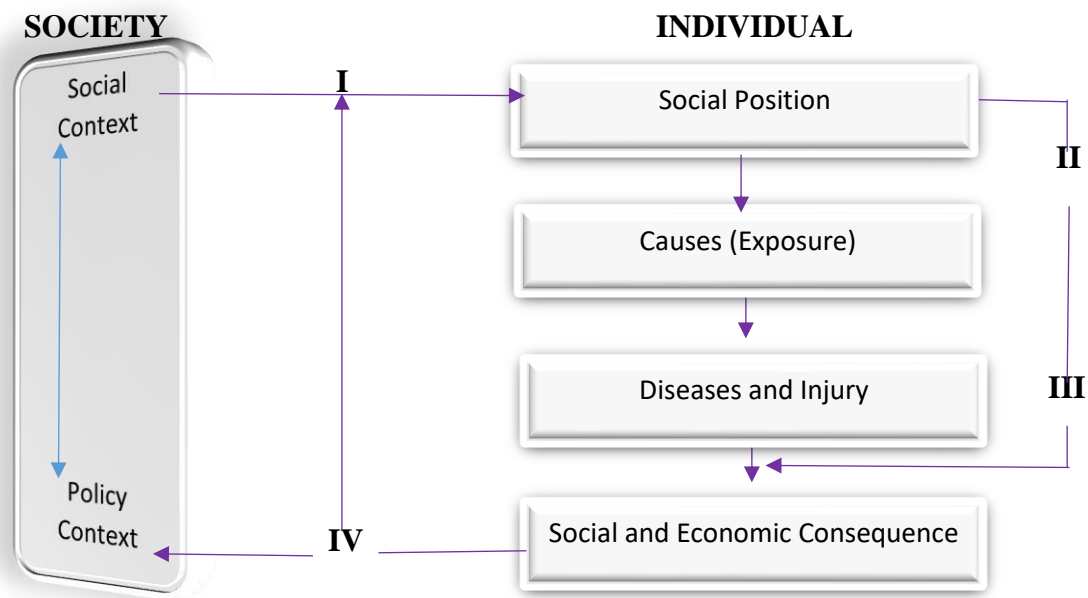 SOCIETY
INDIVIDUAL
Social
Context
I
Social Position
II
Causes (Exposure)
Diseases and Injury
III
Policy
Context
IV
Social and Economic Consequence